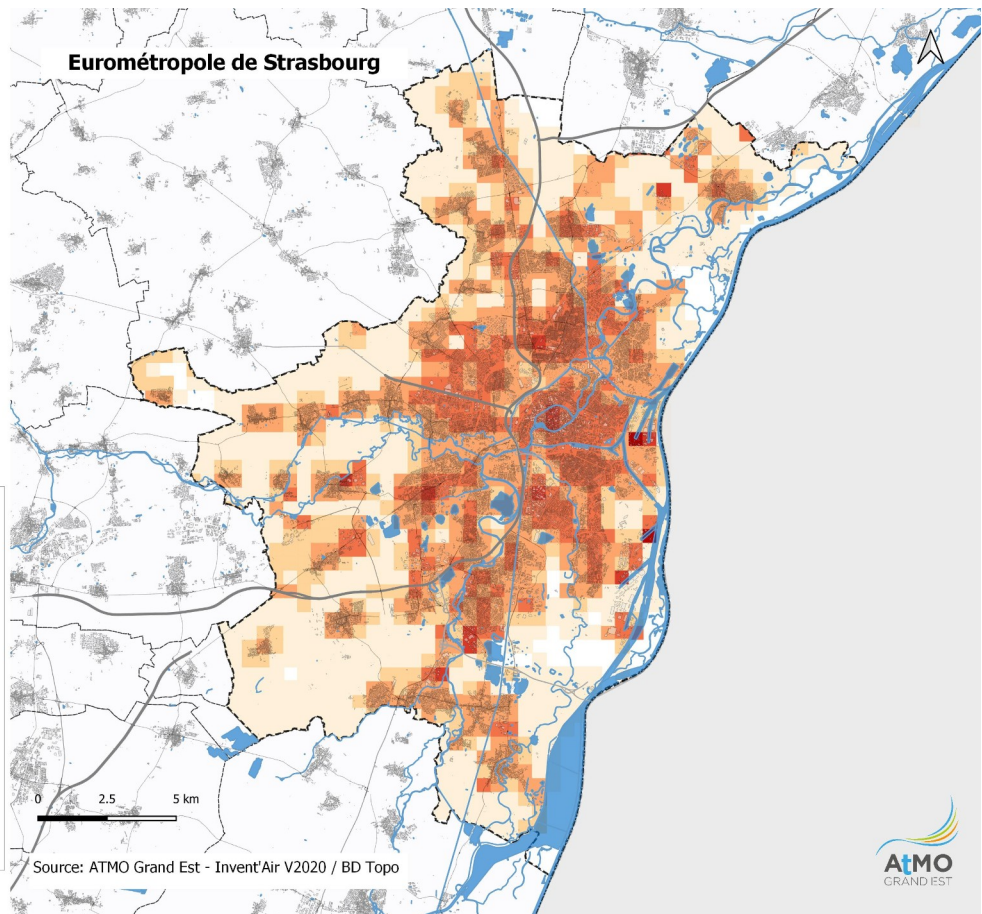 Eurométropole de Strasbourg
0 2.5 5 km
Source: ATMO Grand Est - Invent'Air V2020 / BD Topo
AtMO
GRAND EST